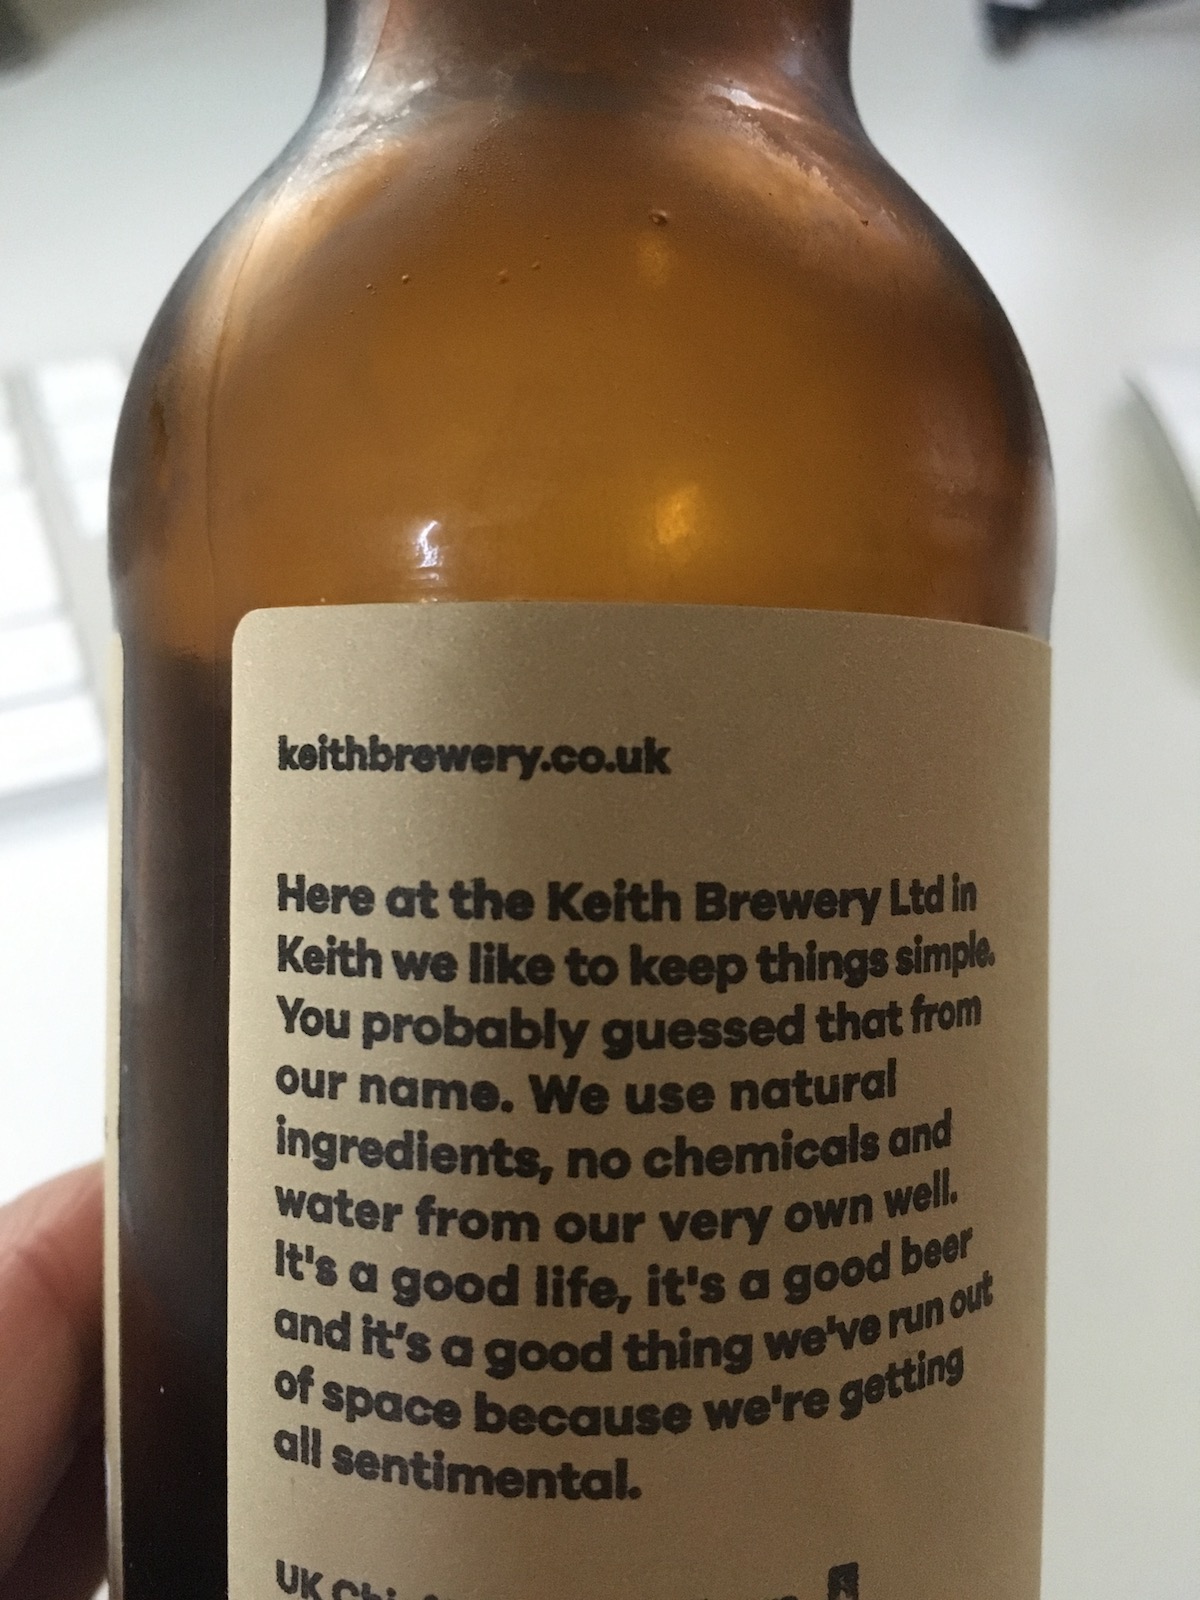 keithbrewery.co.uk
Here at the Keith Brewery Ltd in
Keith we like to keep things simple.
You probably guessed that from
our name. We use natural
ingredients, no chemicals and
water from our very own well.
It's a good life, it's a good beer
and it's a good thing we've run out
of space because we're getting
all sentimental.
UK